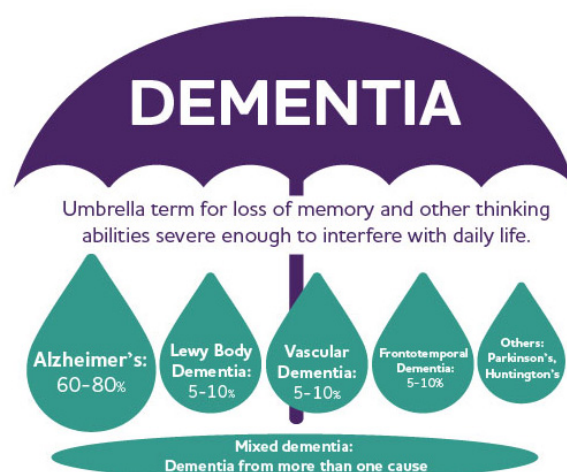 DEMENTIA
Umbrella term for loss of memory and other thinking
abilities severe enough to interfere with daily life.
Alzheimer's:
60-80%
Lewy Body
Dementia:
5-10%
Vascular
Dementia:
5-10%
Frontotemporal
Dementia:
5-10%
Others:
Parkinson's,
Huntington's
Mixed dementia:
Dementia from more than one cause